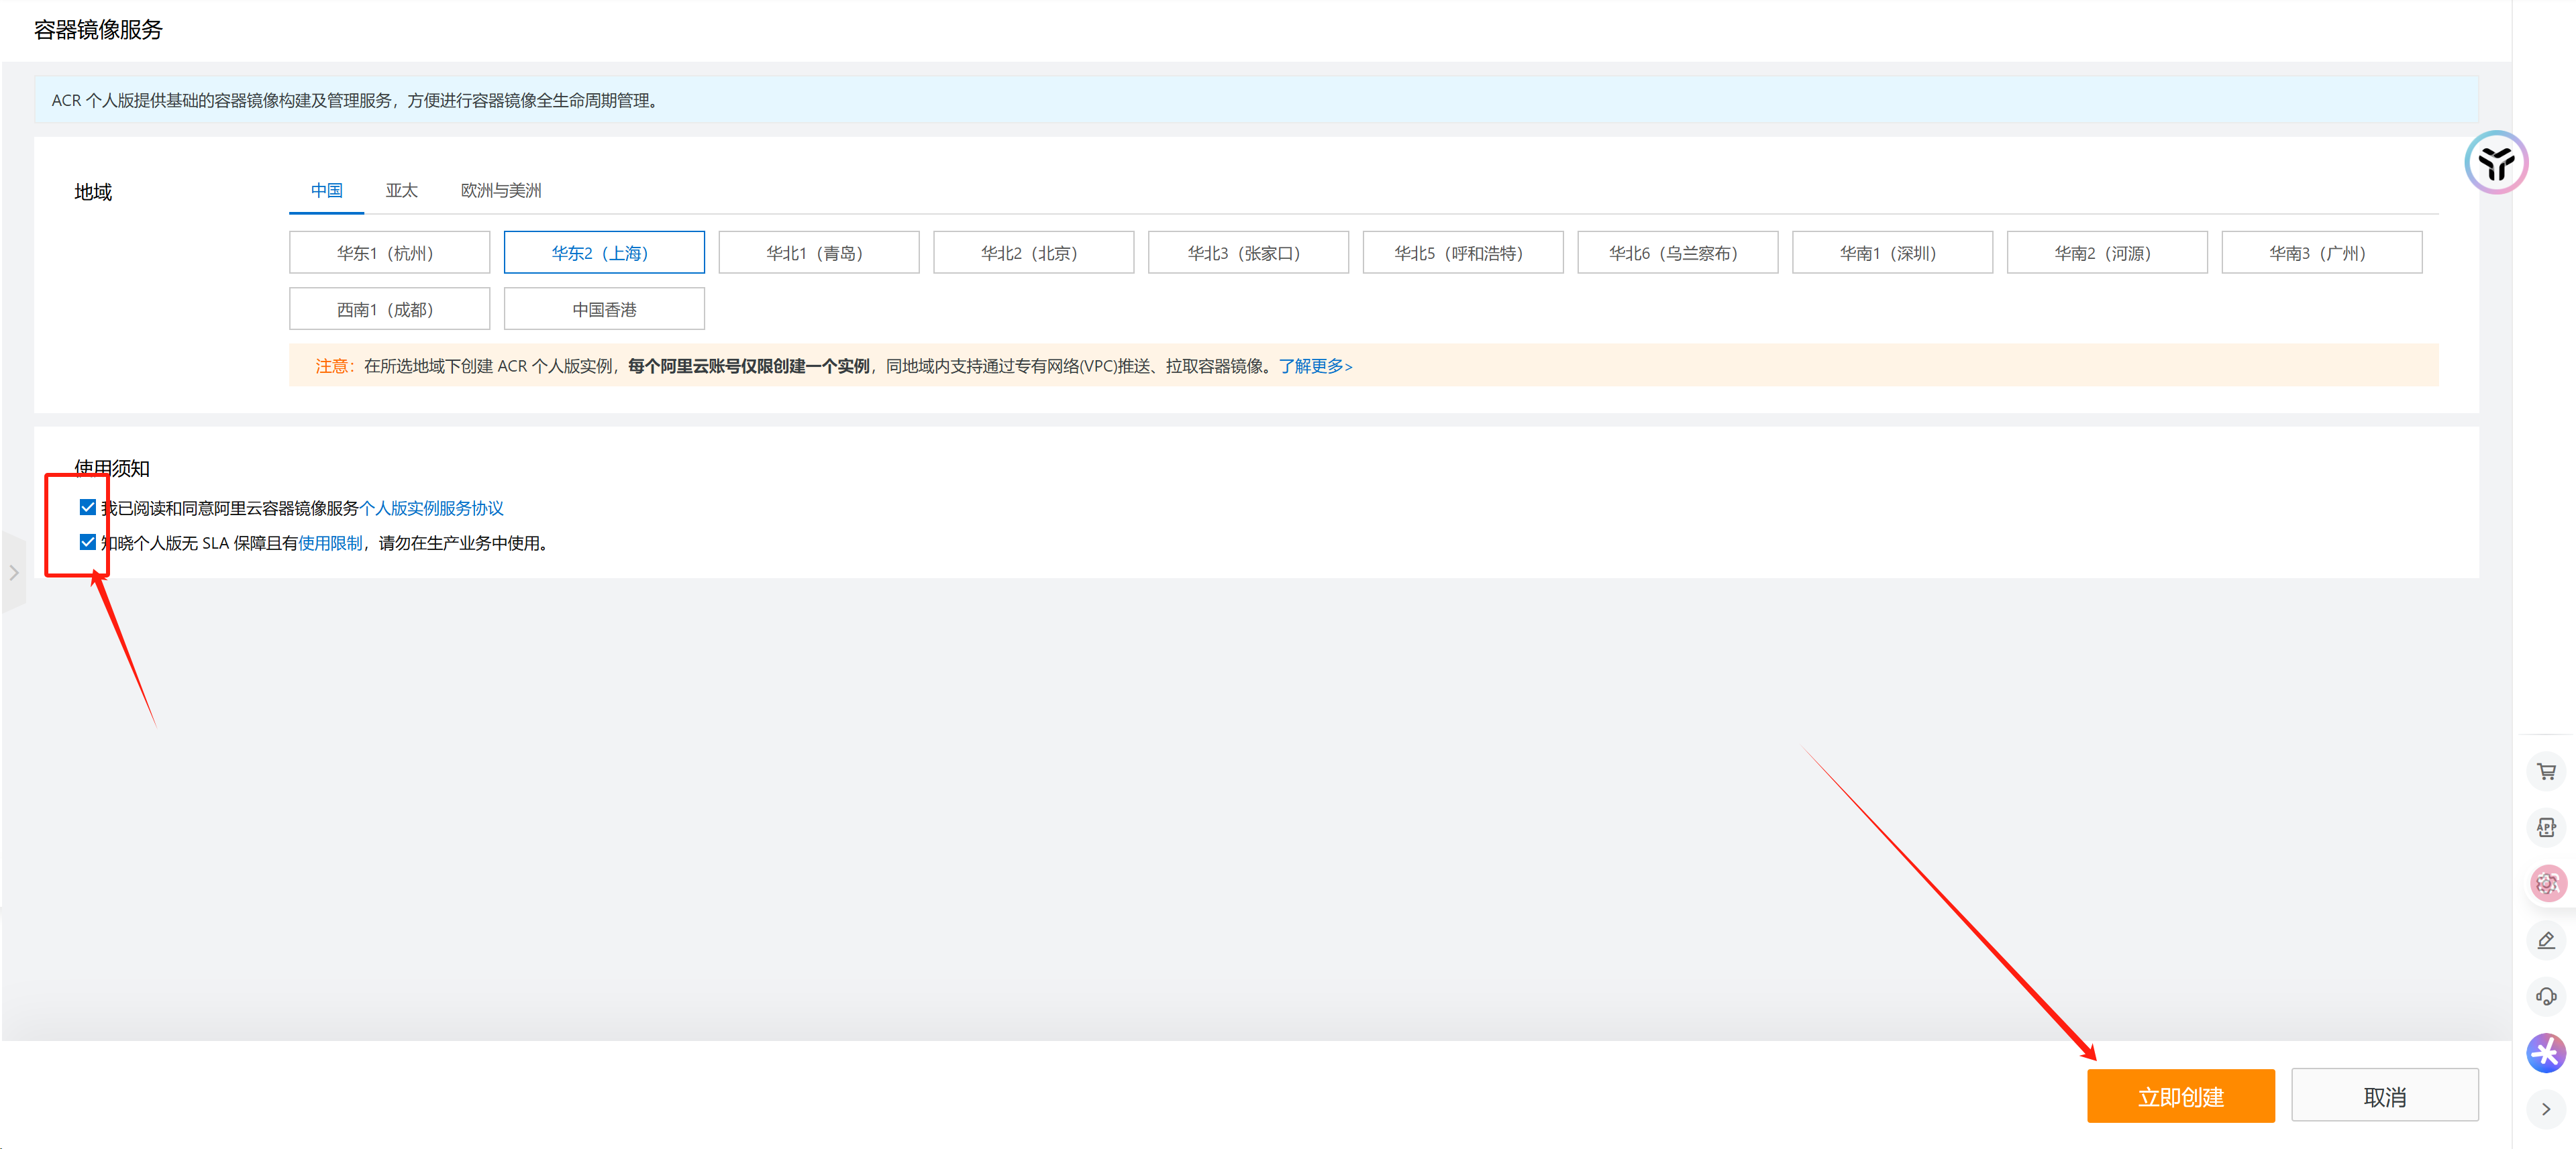 容器镜像服务
ACR 个人版提供基础的容器镜像构建及管理服务，方便进行容器镜像全生命周期管理。
地域
中国 亚太 欧洲与美洲
华东1（杭州） 华东2（上海） 华北1（青岛） 华北2（北京） 华北3（张家口） 华北5（呼和浩特） 华北6（乌兰察布） 华南1（深圳） 华南2（河源） 华南3（广州）
西南1（成都） 中国香港
注意：在所选地域下创建 ACR 个人版实例，每个阿里云账号仅限创建一个实例，同地域内支持通过专有网络(VPC)推送、拉取容器镜像。了解更多>
使用须知
我已阅读和同意阿里云容器镜像服务个人版实例服务协议
知晓个人版无 SLA 保障且有使用限制，请勿在生产业务中使用。
APP
立即创建 取消